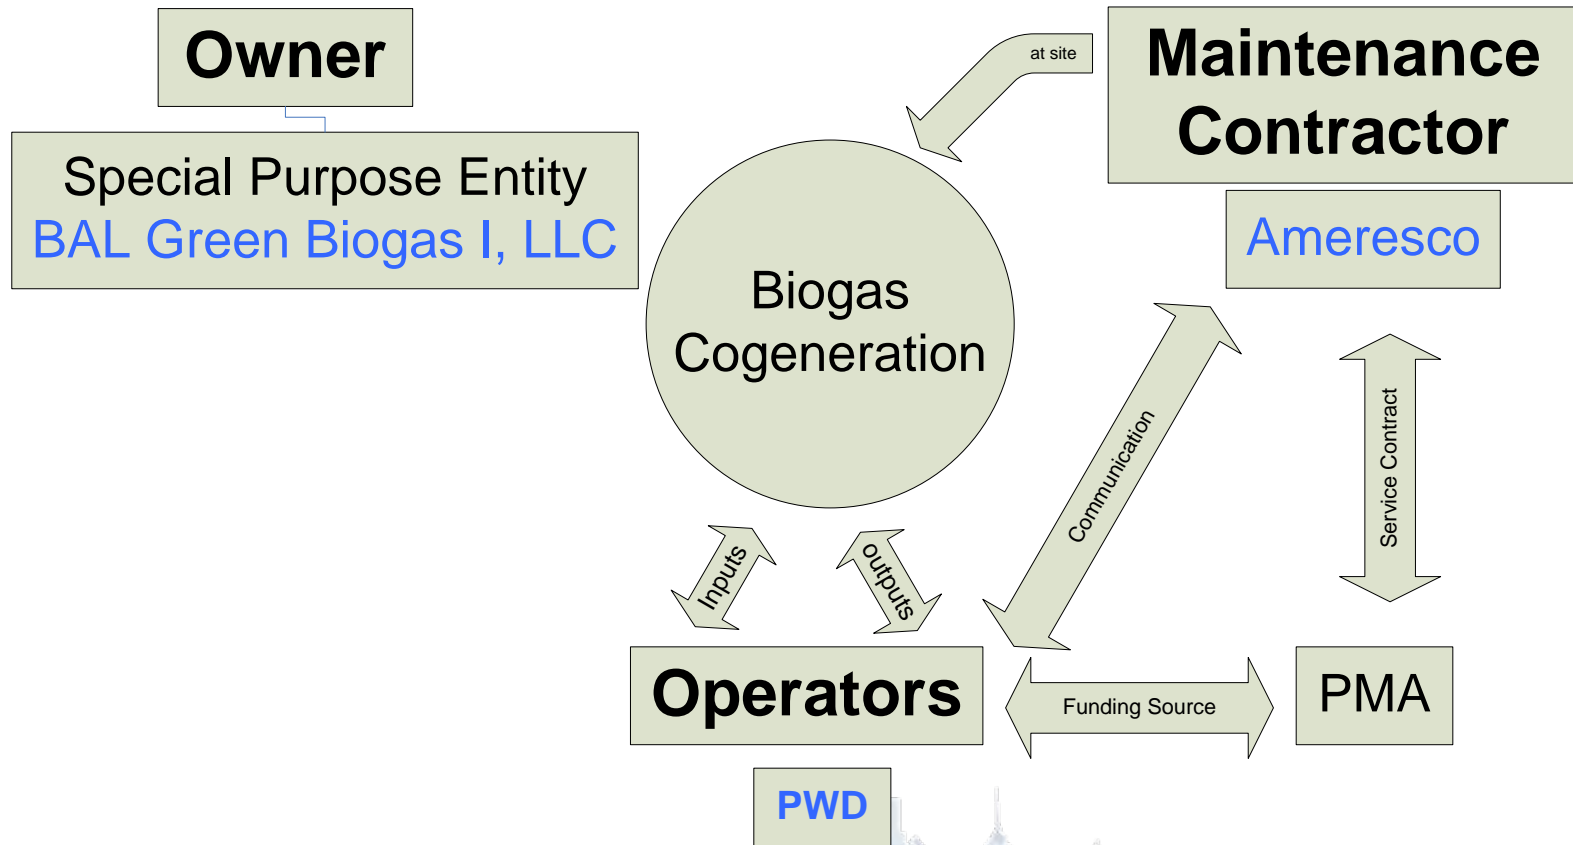 Owner
Special Purpose Entity
BAL Green Biogas I, LLC
at site
Maintenance
Contractor
Ameresco
Biogas
Cogeneration
Communication
Service Contract
Inputs
outputs
Operators
Funding Source
PMA
PWD